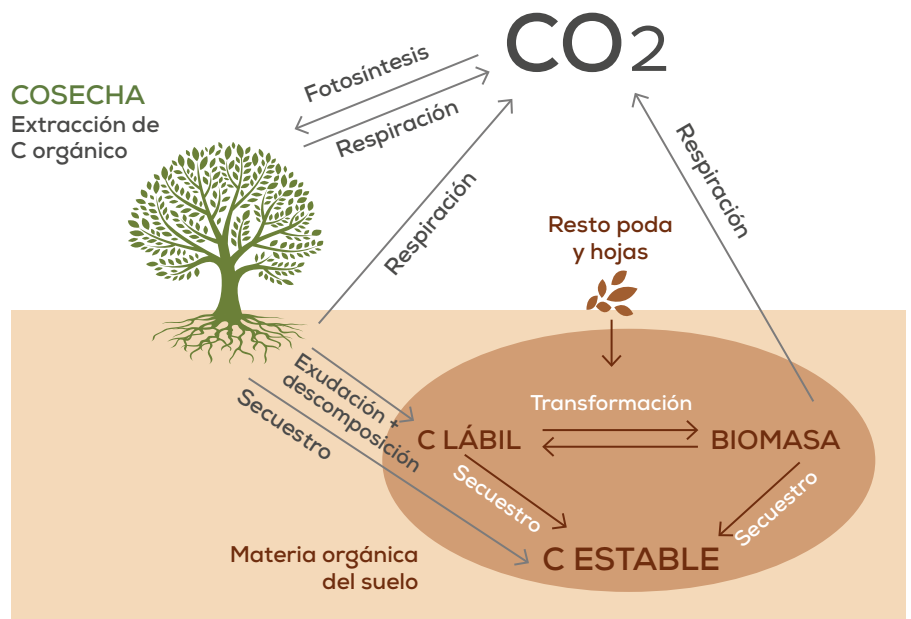 CO2
Fotosíntesis
Respiración
COSECHA
Extracción de
C orgánico
Respiración
Respiración
Resto poda
y hojas
Exudación +
descomposición
Secuestro
Transformación
C LÁBIL
BIOMASA
Secuestro
Secuestro
C ESTABLE
Materia orgánica
del suelo